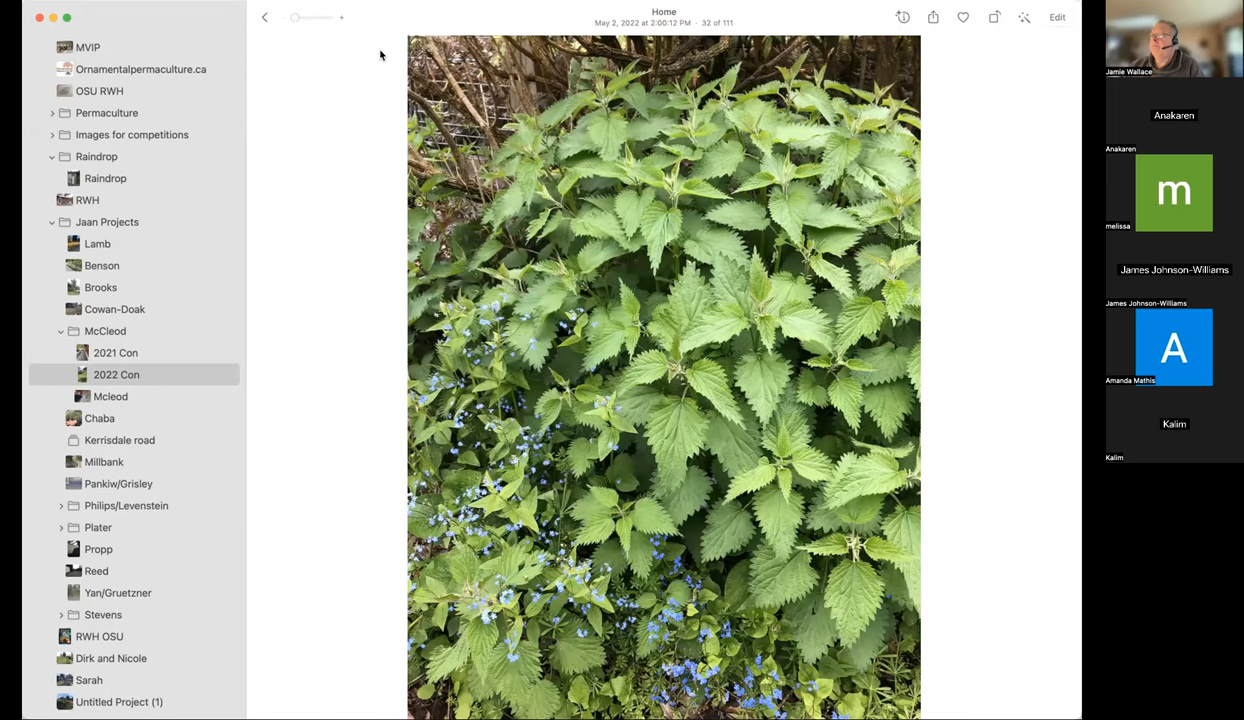 Home
May 2, 2022 at 2:00:12 PM - 32 of 111
Edit
MVIP
Ornamentalpermaculture.ca
OSU RWH
Permaculture
Images for competitions
Raindrop
Raindrop
RWH
Jaan Projects
Lamb
Benson
Brooks
Cowan-Doak
McCleod
2021 Con
2022 Con
Mcleod
Chaba
Kerrisdale road
Millbank
Pankiw/Grisley
Philips/Levenstein
Plater
Propp
Reed
Yan/Gruetzner
Stevens
RWH OSU
Dirk and Nicole
Sarah
Untitled Project (1)
Jamie Wallace
Anakaren
Anakaren
m
melissa
James Johnson-Williams
James Johnson-Williams
A
Amanda Mathis
Kalim
Kalim